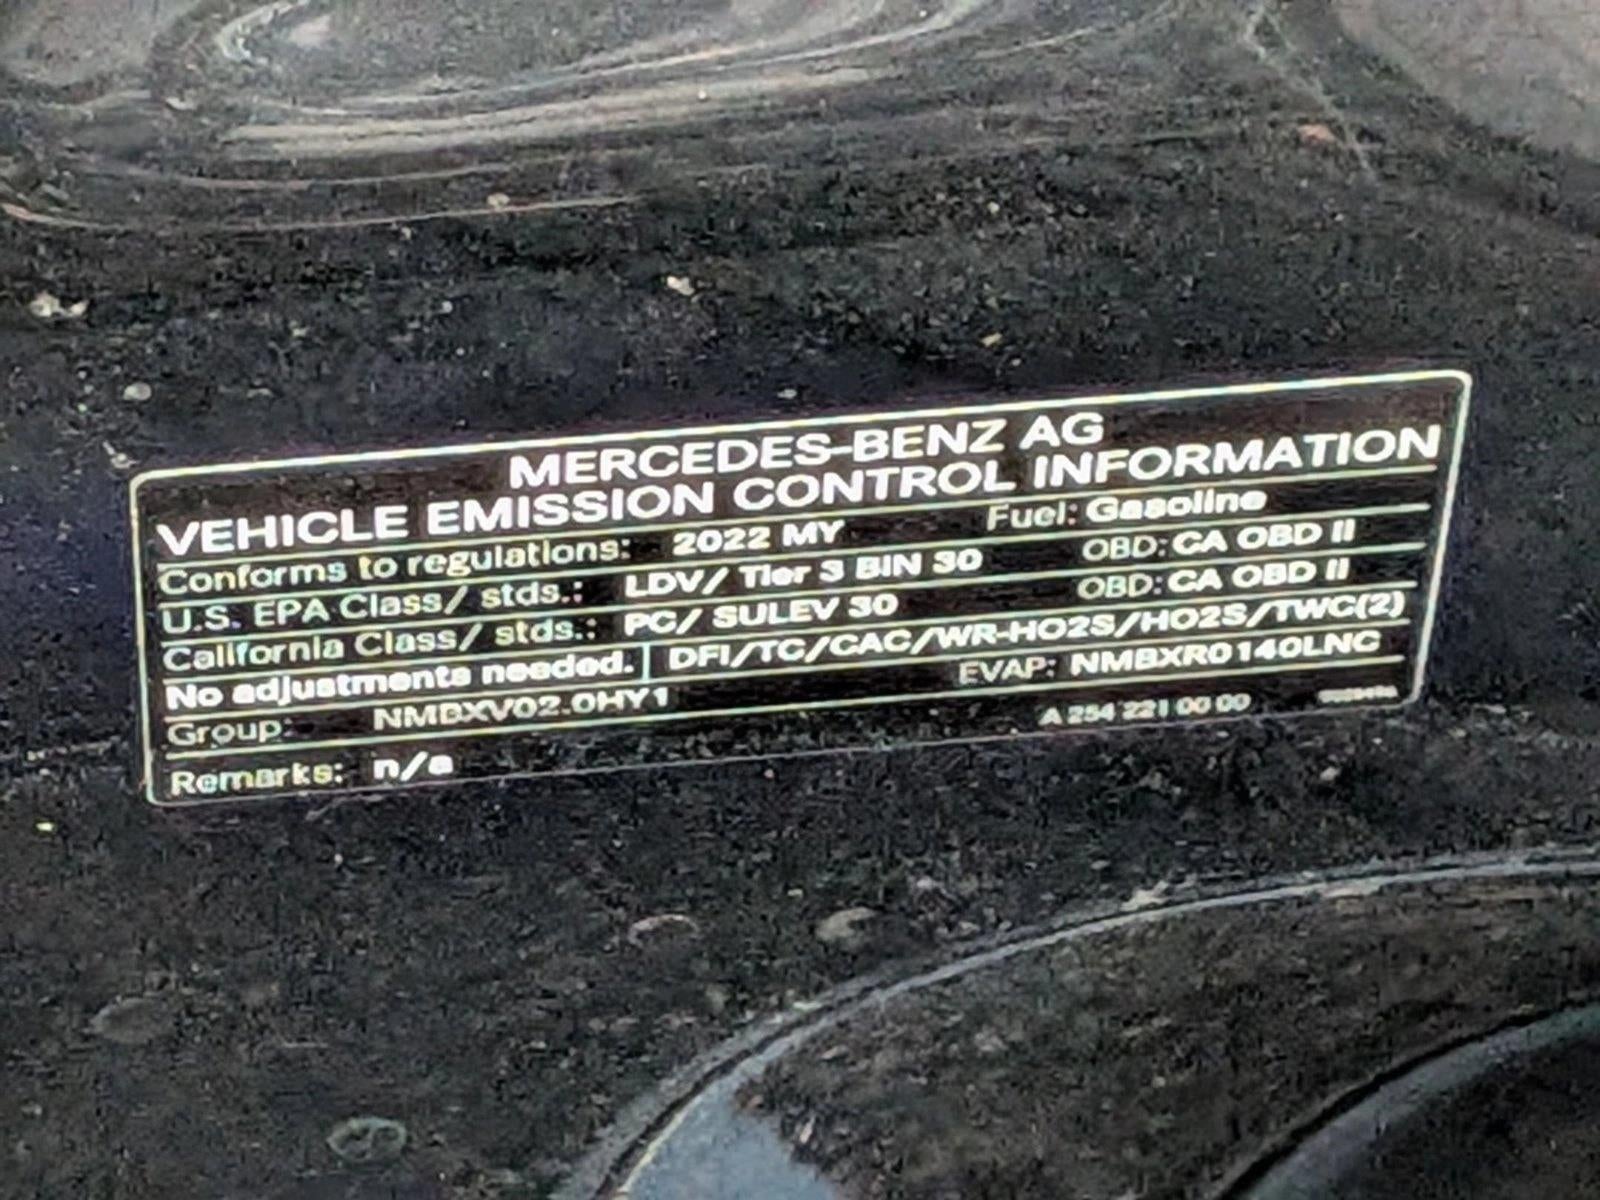 MERCEDES-BENZ AG
VEHICLE EMISSION CONTROL INFORMATION
Conforms to regulations: 2022 MY Fuel: Gasoline
U.S. EPA Class/ stds.: LDV/ Tier 3 BIN 30 OBD: CA OBD II
California Class/ stds.: PC/ SULEV 30 OBD: CA OBD II
No adjustments needed. DFI/TC/CAC/WR-HO2S/HO2S/TWC(2)
Group: NMBXV02.0HY1 EVAP: NMBXR0140LNC
Remarks: n/a A 254 221 00 00